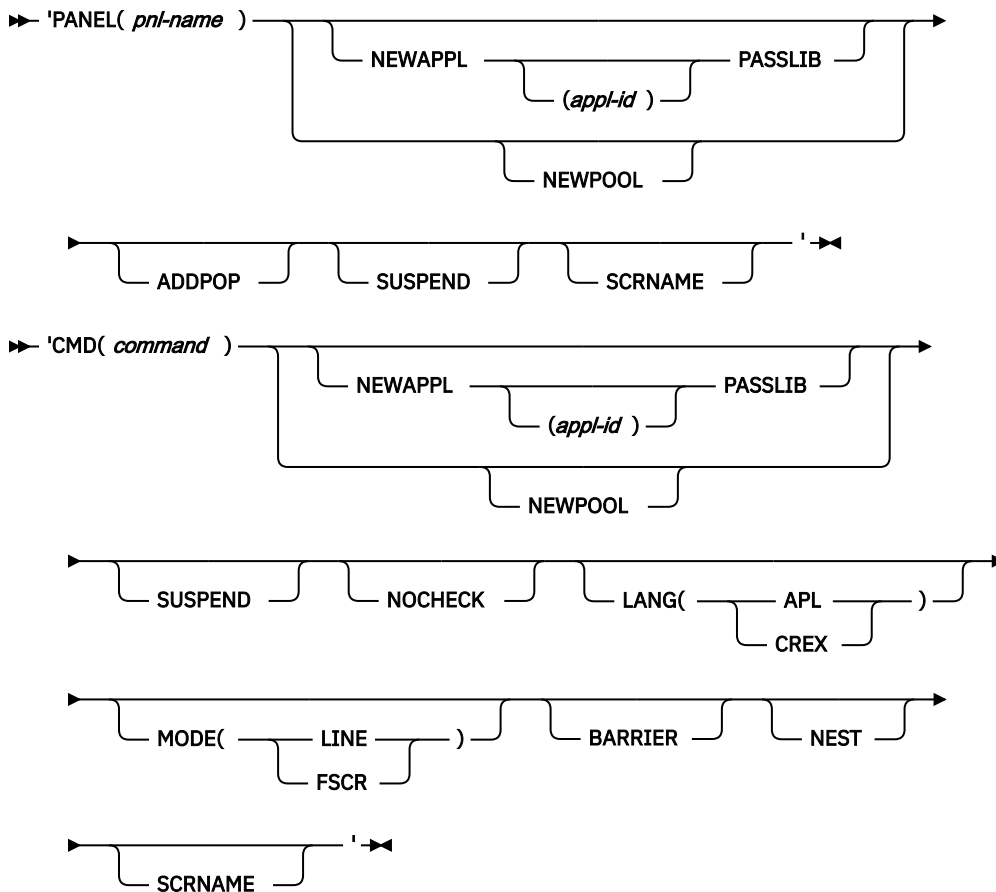 'PANEL( pnl-name )
NEWAPPL PASSLIB
(appl-id )
NEWPOOL
'
ADDPOP SUSPEND SCRNAME
'CMD( command )
NEWAPPL PASSLIB
(appl-id )
NEWPOOL
SUSPEND NOCHECK LANG( APL )
CREX
MODE( LINE ) BARRIER NEST
FSCR
'
SCRNAME